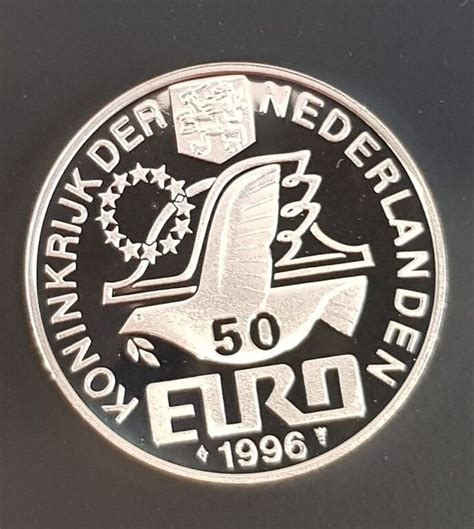 KONINKRIJK DER NEDERLANDEN
50
EURO
1996